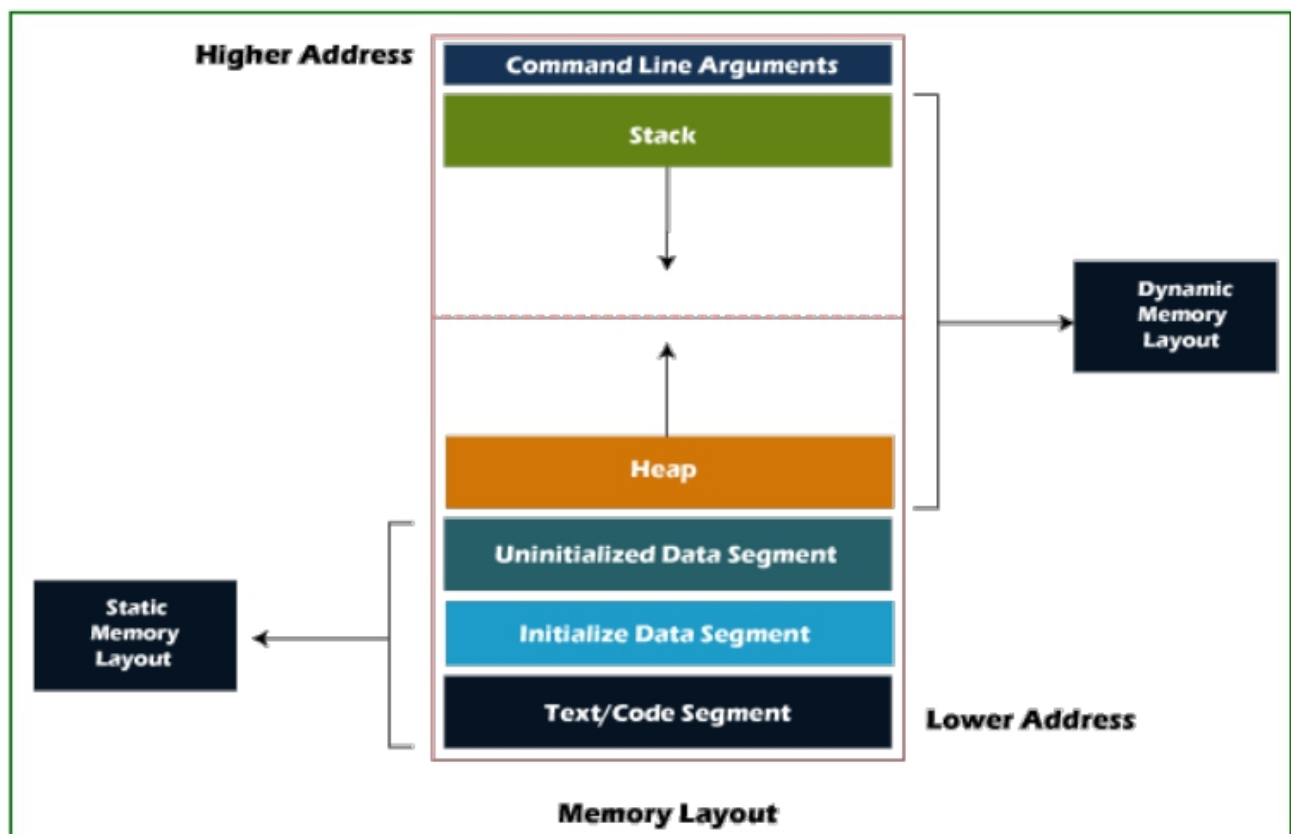 Higher Address
Command Line Arguments
Stack
Dynamic
Memory
Layout
Heap
Uninitialized Data Segment
Static
Memory
Layout
Initialize Data Segment
Text/Code Segment
Lower Address
Memory Layout